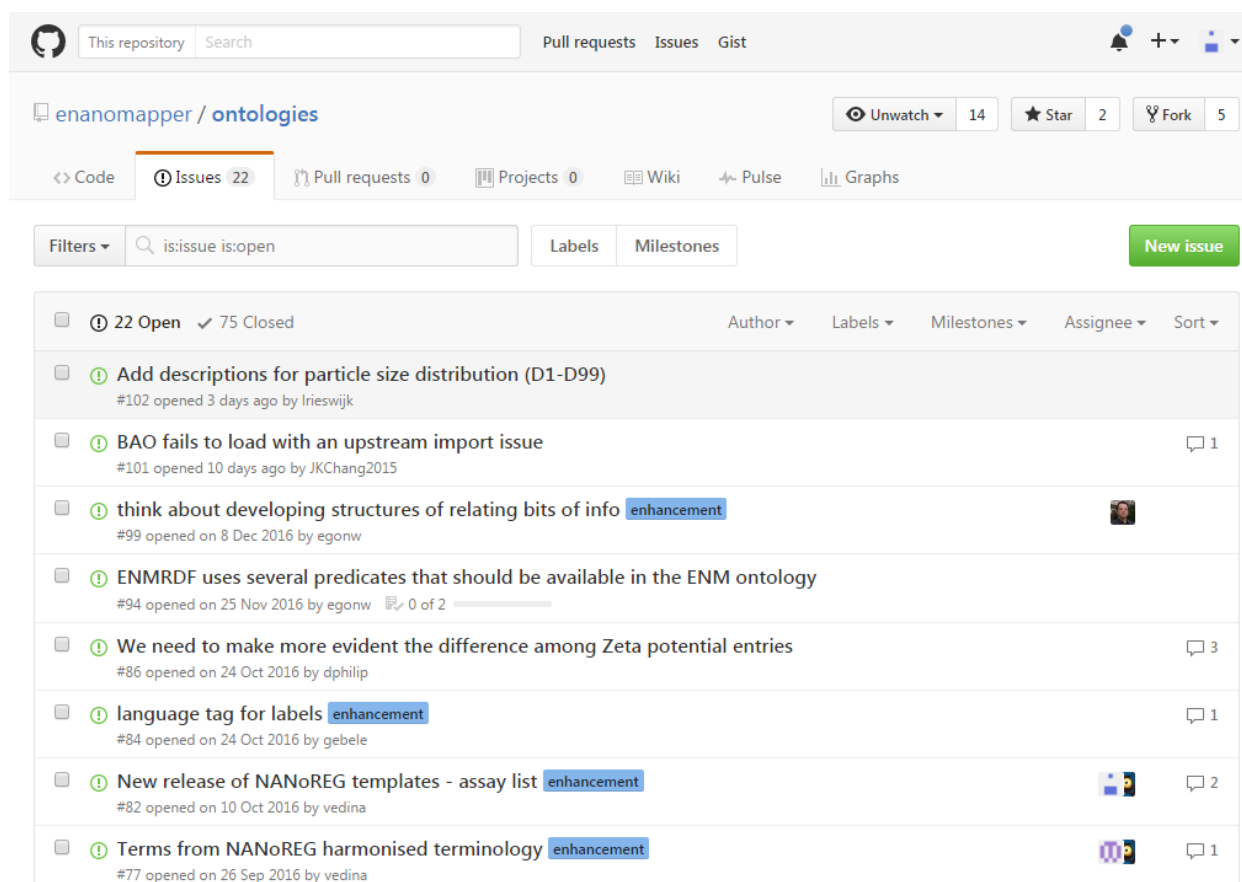 This repository Search Pull requests Issues Gist
enanomapper / ontologies Unwatch 14 Star 2 Fork 5
Code Issues 22 Pull requests 0 Projects 0 Wiki Pulse Graphs
Filters is:issue is:open Labels Milestones New issue
22 Open 75 Closed Author Labels Milestones Assignee Sort
Add descriptions for particle size distribution (D1-D99)
#102 opened 3 days ago by lrieswijk
BAO fails to load with an upstream import issue 1
#101 opened 10 days ago by JKChang2015
think about developing structures of relating bits of info enhancement
#99 opened on 8 Dec 2016 by egonw
ENMRDF uses several predicates that should be available in the ENM ontology
#94 opened on 25 Nov 2016 by egonw 0 of 2
We need to make more evident the difference among Zeta potential entries 3
#86 opened on 24 Oct 2016 by dphilip
language tag for labels enhancement 1
#84 opened on 24 Oct 2016 by gebele
New release of NANoREG templates - assay list enhancement 2
#82 opened on 10 Oct 2016 by vedina
Terms from NANoREG harmonised terminology enhancement 1
#77 opened on 26 Sep 2016 by vedina